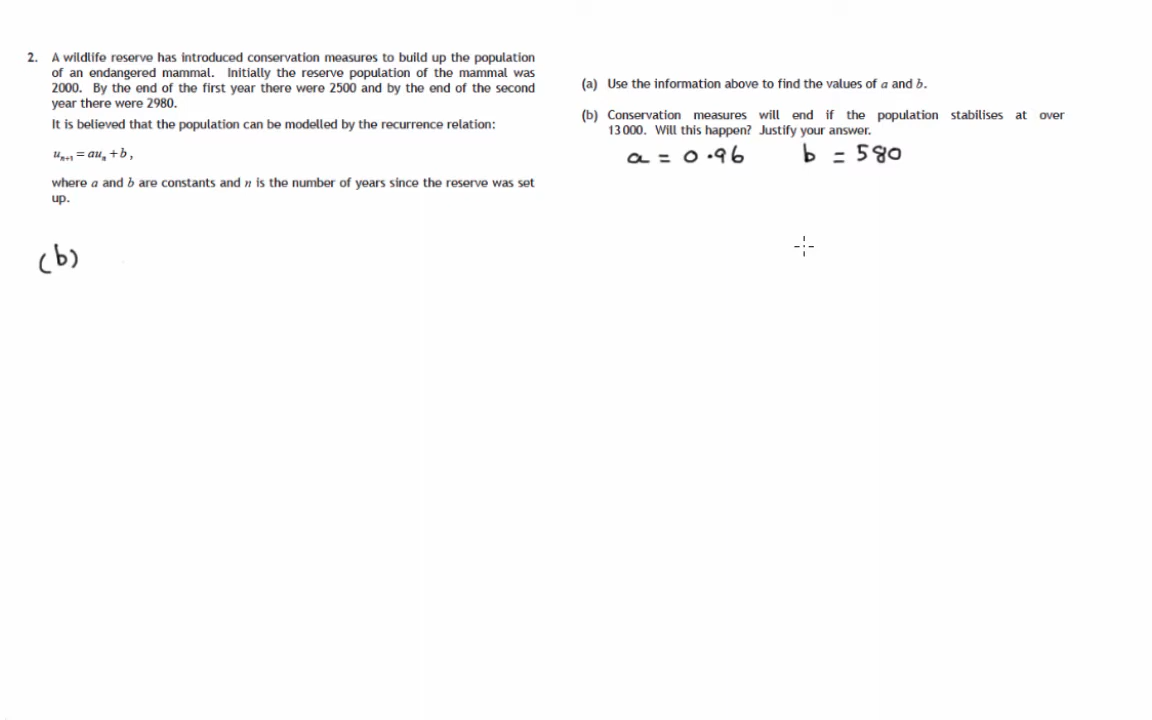 2. A wildlife reserve has introduced conservation measures to build up the population
of an endangered mammal. Initially the reserve population of the mammal was
2000. By the end of the first year there were 2500 and by the end of the second
year there were 2980.
It is believed that the population can be modelled by the recurrence relation:
uₙ₊₁ = auₙ + b,
where a and b are constants and n is the number of years since the reserve was set
up.
(a) Use the information above to find the values of a and b.
(b) Conservation measures will end if the population stabilises at over
13 000. Will this happen? Justify your answer.
a = 0.96 b = 580
(b)